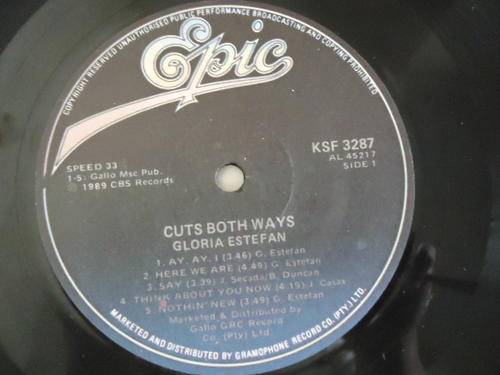 COPYRIGHT RESERVED UNAUTHORISED PUBLIC PERFORMANCE BROADCASTING AND COPYING PROHIBITED
Epic
SPEED 33
1-5: Gallo Msc Pub.
℗ 1989 CBS Records
KSF 3287
AL 45217
SIDE 1
CUTS BOTH WAYS
GLORIA ESTEFAN
1. AY, AY, I (3.46) G. Estefan
2. HERE WE ARE (4.49) G. Estefan
3. SAY (3.39) J. Secada/B. Duncan
4. THINK ABOUT YOU NOW (4.19) J. Casas
5. NOTHIN' NEW (3.49) G. Estefan
Marketed & Distributed by
Gallo GRC Record
Co. (Pty) Ltd
MARKETED AND DISTRIBUTED BY GRAMOPHONE RECORD CO. (PTY) LTD.